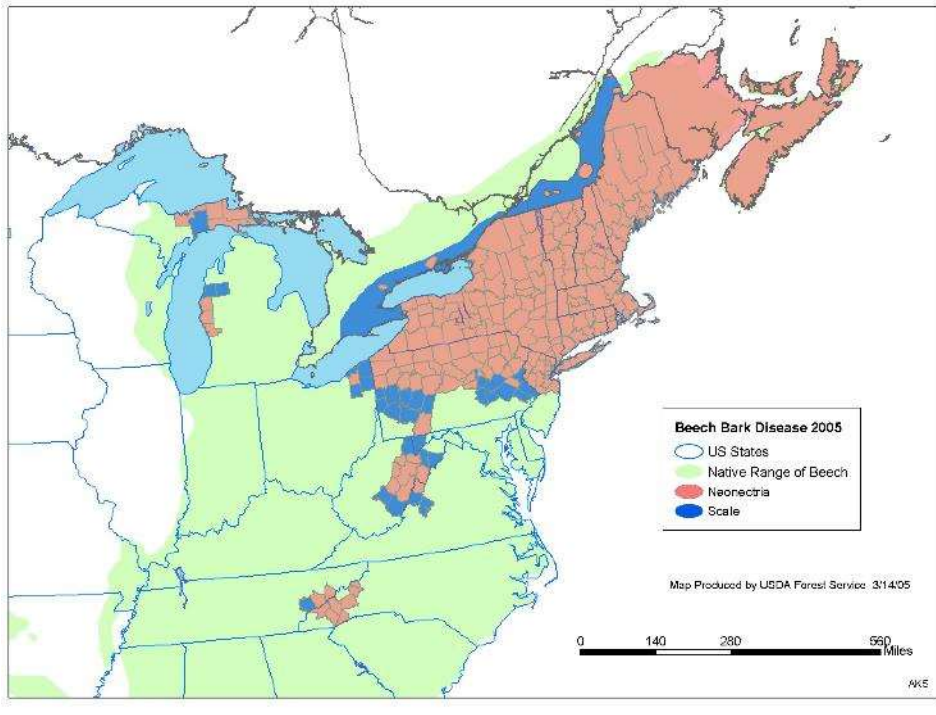 Beech Bark Disease 2005
US States
Native Range of Beech
Neonectria
Scale
Map Produced by USDA Forest Service 3/14/05
0 140 280 560
Miles
AK5